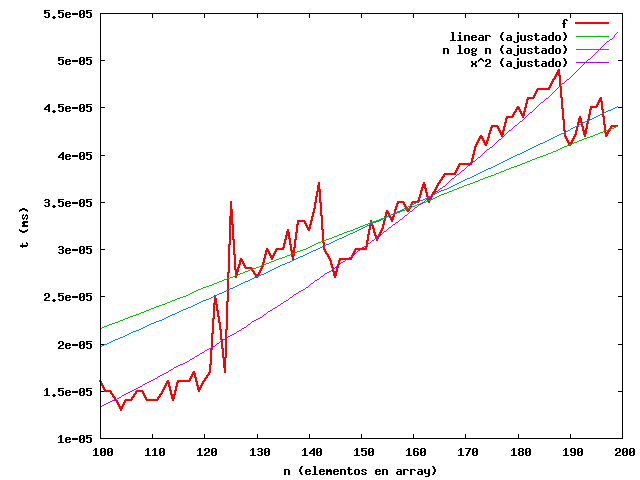 5.5e-05
5e-05
4.5e-05
4e-05
3.5e-05
3e-05
2.5e-05
2e-05
1.5e-05
1e-05
t (ms)
f
linear (ajustado)
n log n (ajustado)
x^2 (ajustado)
100 110 120 130 140 150 160 170 180 190 200
n (elementos en array)